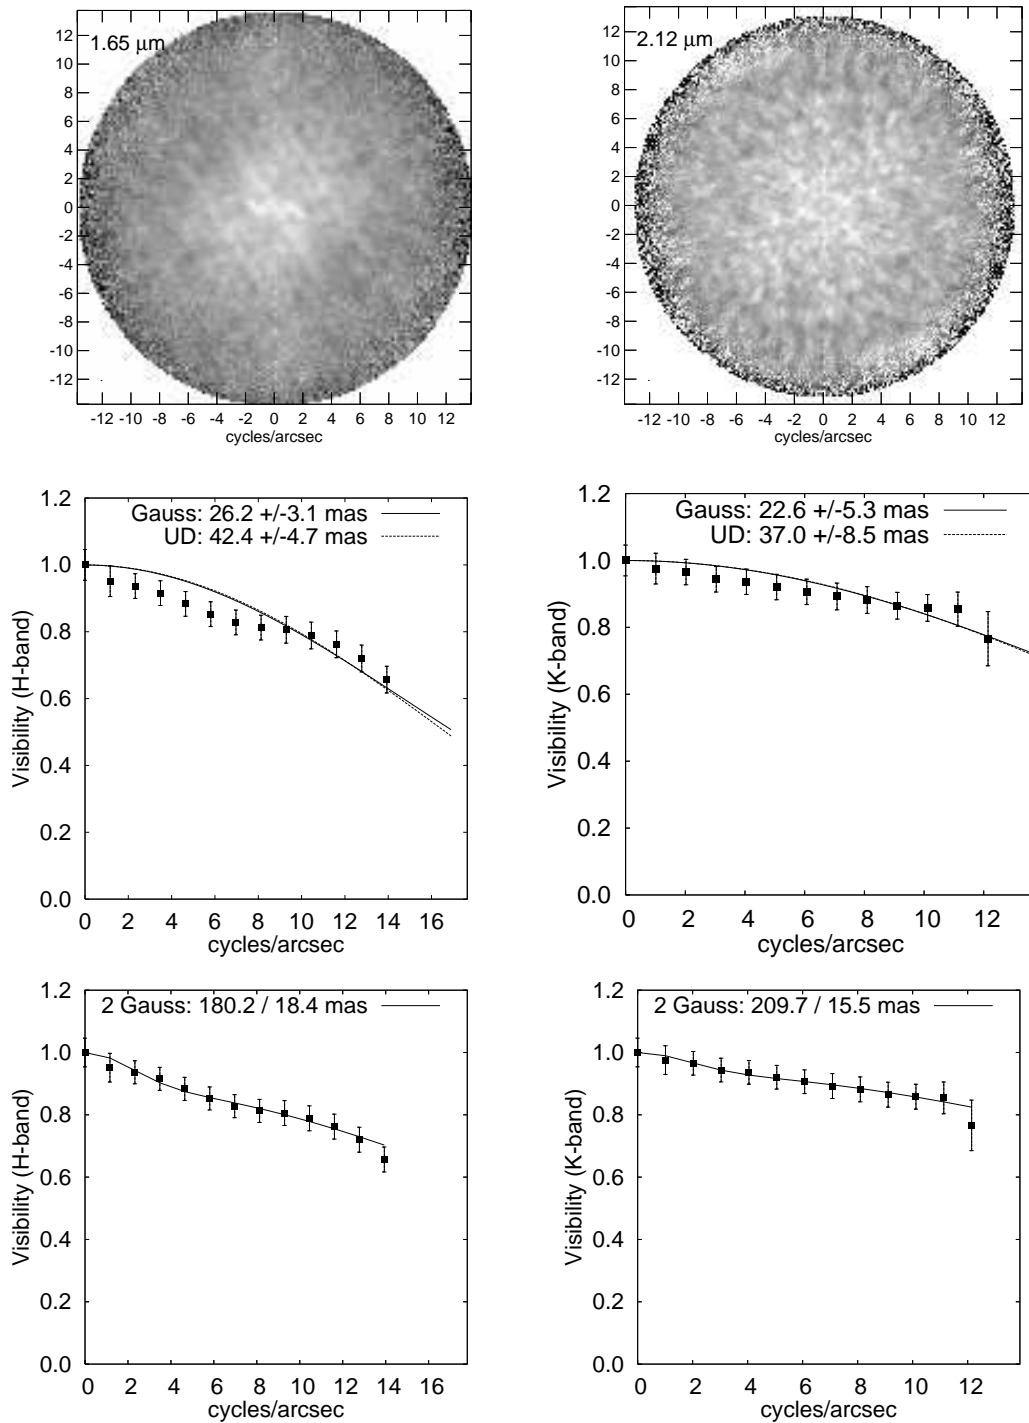 1.65 μm
12
10
8
6
4
2
0
-2
-4
-6
-8
-10
-12
-12 -10 -8 -6 -4 -2 0 2 4 6 8 10 12
cycles/arcsec
2.12 μm
12
10
8
6
4
2
0
-2
-4
-6
-8
-10
-12
-12 -10 -8 -6 -4 -2 0 2 4 6 8 10 12
cycles/arcsec
Gauss: 26.2 +/-3.1 mas
UD: 42.4 +/-4.7 mas
Visibility (H-band)
1.2
1.0
0.8
0.6
0.4
0.2
0.0
0 2 4 6 8 10 12 14 16
cycles/arcsec
Gauss: 22.6 +/-5.3 mas
UD: 37.0 +/-8.5 mas
Visibility (K-band)
1.2
1.0
0.8
0.6
0.4
0.2
0.0
0 2 4 6 8 10 12
cycles/arcsec
2 Gauss: 180.2 / 18.4 mas
Visibility (H-band)
1.2
1.0
0.8
0.6
0.4
0.2
0.0
0 2 4 6 8 10 12 14 16
cycles/arcsec
2 Gauss: 209.7 / 15.5 mas
Visibility (K-band)
1.2
1.0
0.8
0.6
0.4
0.2
0.0
0 2 4 6 8 10 12
cycles/arcsec